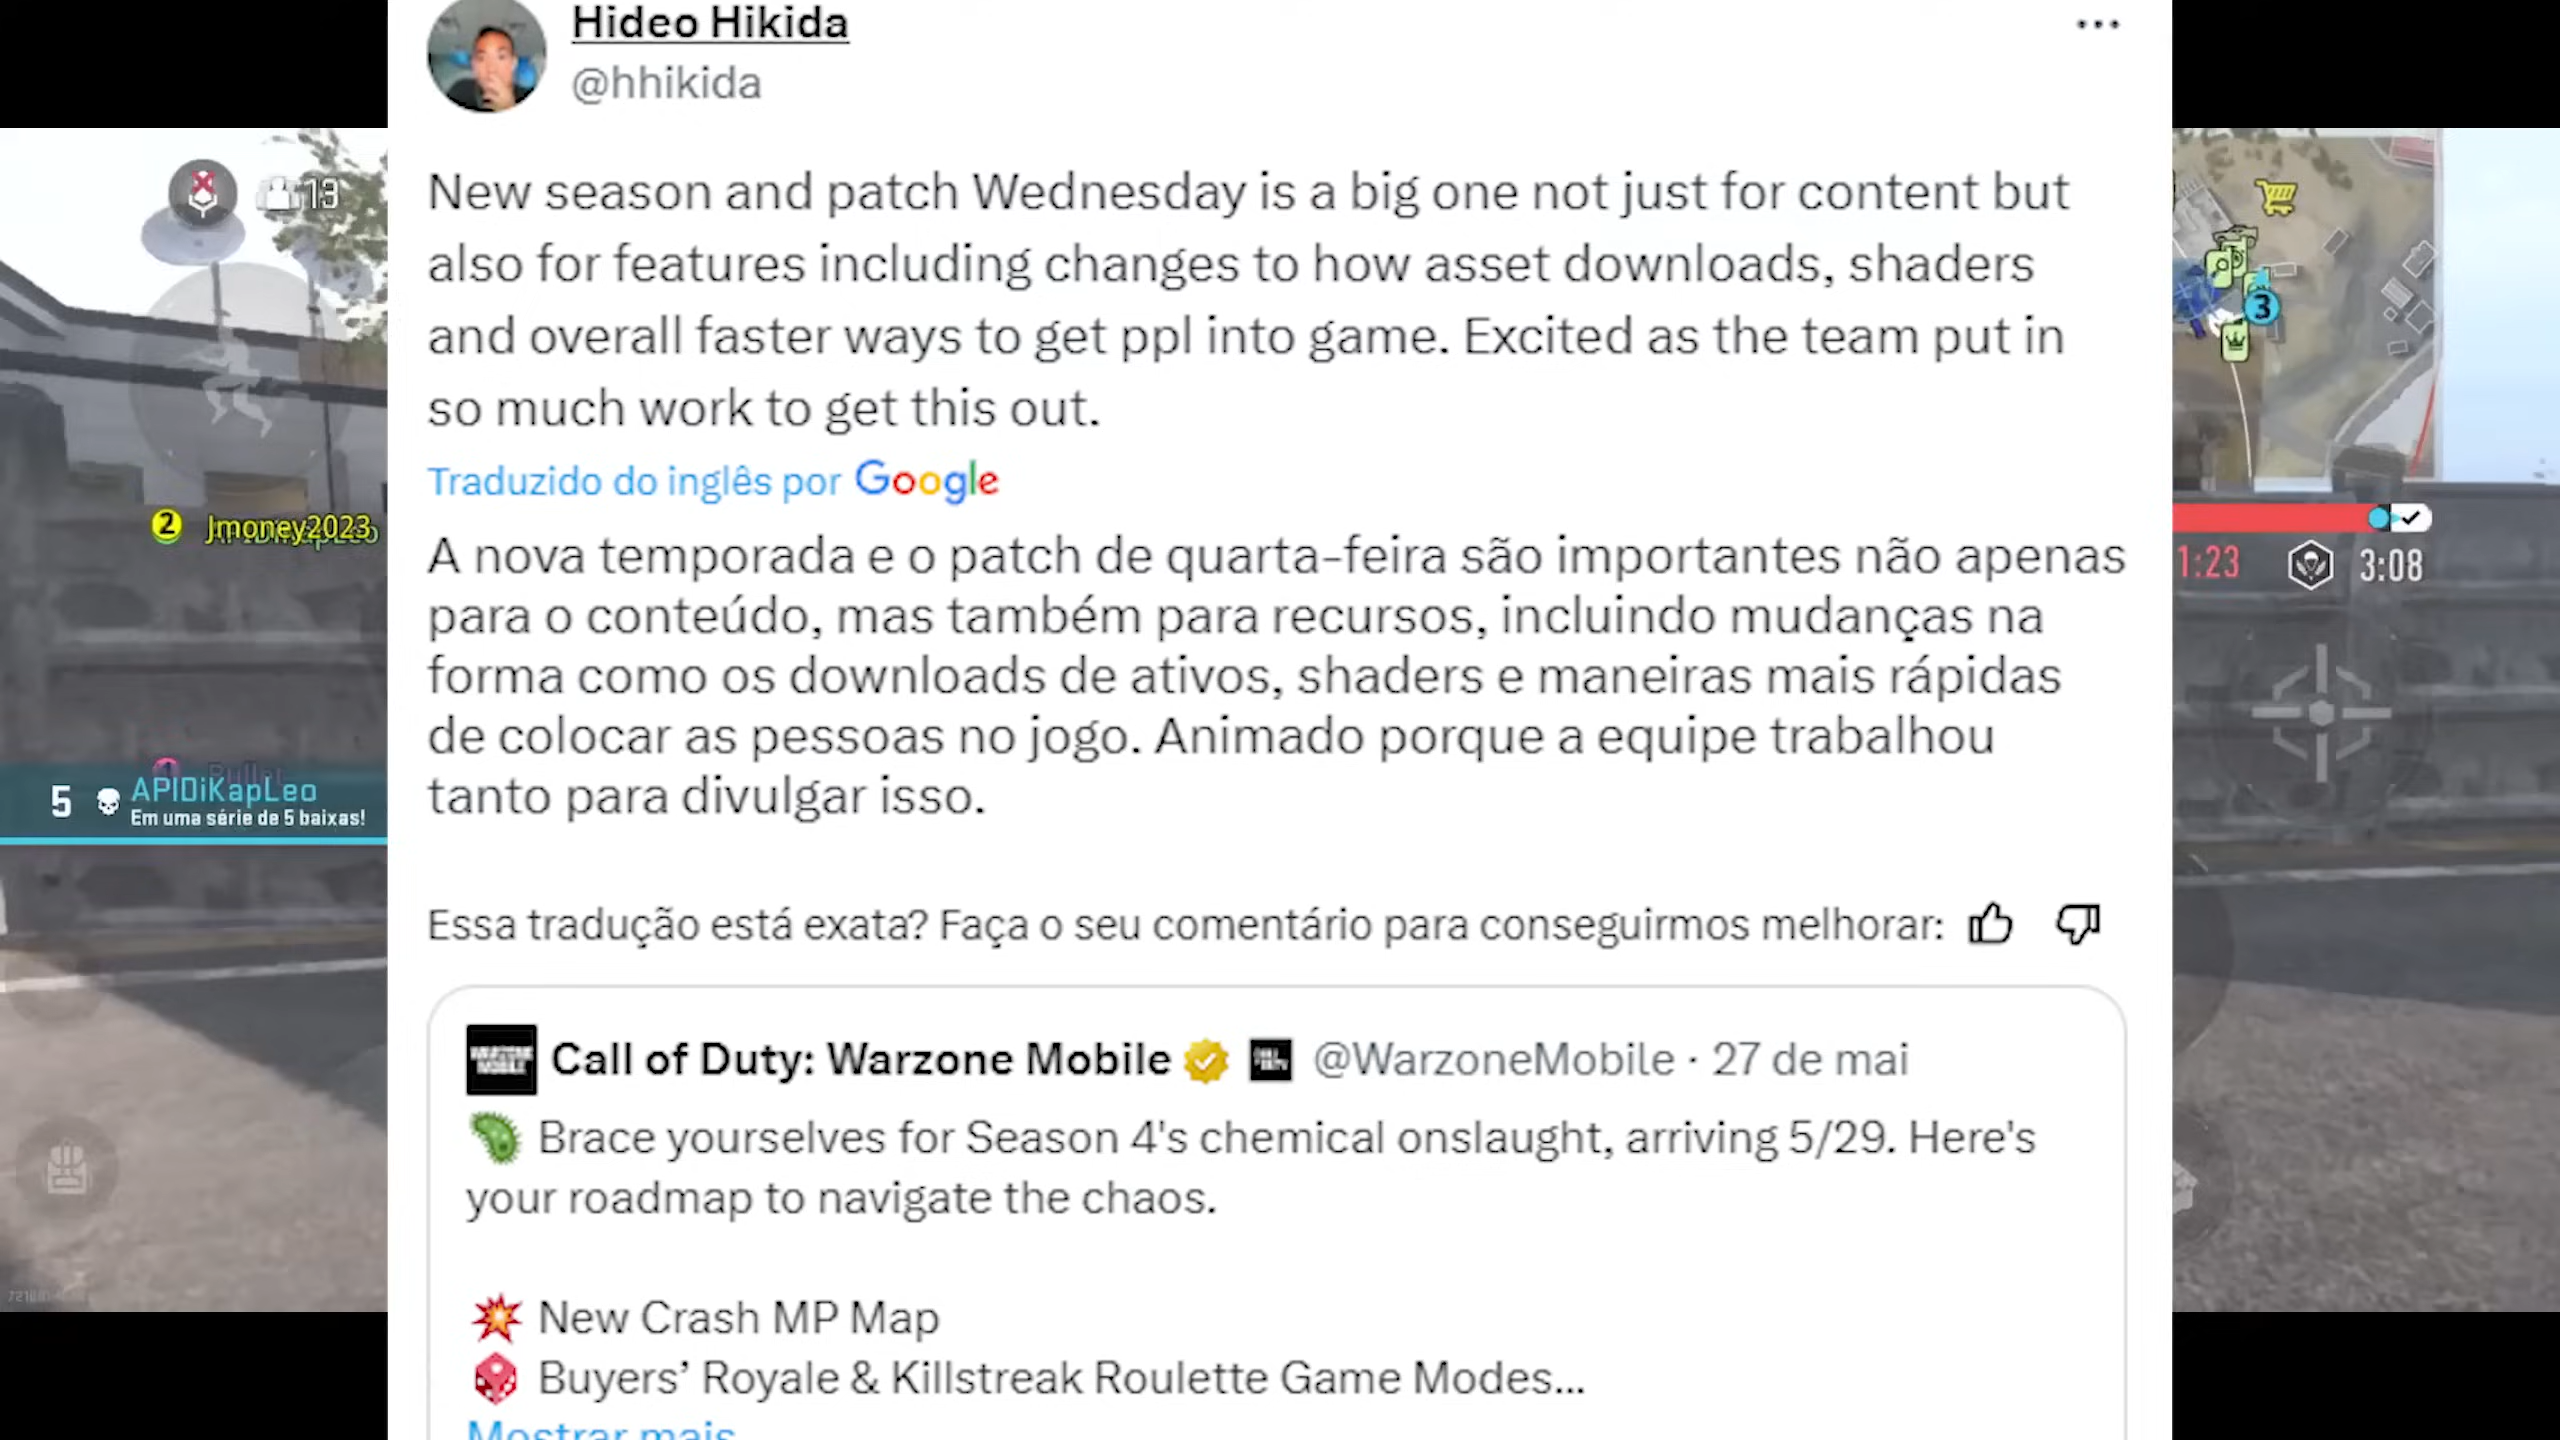 Hideo Hikida
@hhikida
New season and patch Wednesday is a big one not just for content but
also for features including changes to how asset downloads, shaders
and overall faster ways to get ppl into game. Excited as the team put in
so much work to get this out.
Traduzido do inglês por Google
A nova temporada e o patch de quarta-feira são importantes não apenas
para o conteúdo, mas também para recursos, incluindo mudanças na
forma como os downloads de ativos, shaders e maneiras mais rápidas
de colocar as pessoas no jogo. Animado porque a equipe trabalhou
tanto para divulgar isso.
Essa tradução está exata? Faça o seu comentário para conseguirmos melhorar:
Call of Duty: Warzone Mobile @WarzoneMobile · 27 de mai
Brace yourselves for Season 4's chemical onslaught, arriving 5/29. Here's
your roadmap to navigate the chaos.
New Crash MP Map
Buyers’ Royale & Killstreak Roulette Game Modes...
Mostrar mais
13
2 Jmoney2023
5 APIDiKapLeo
Em uma série de 5 baixas!
3
1:23 3:08